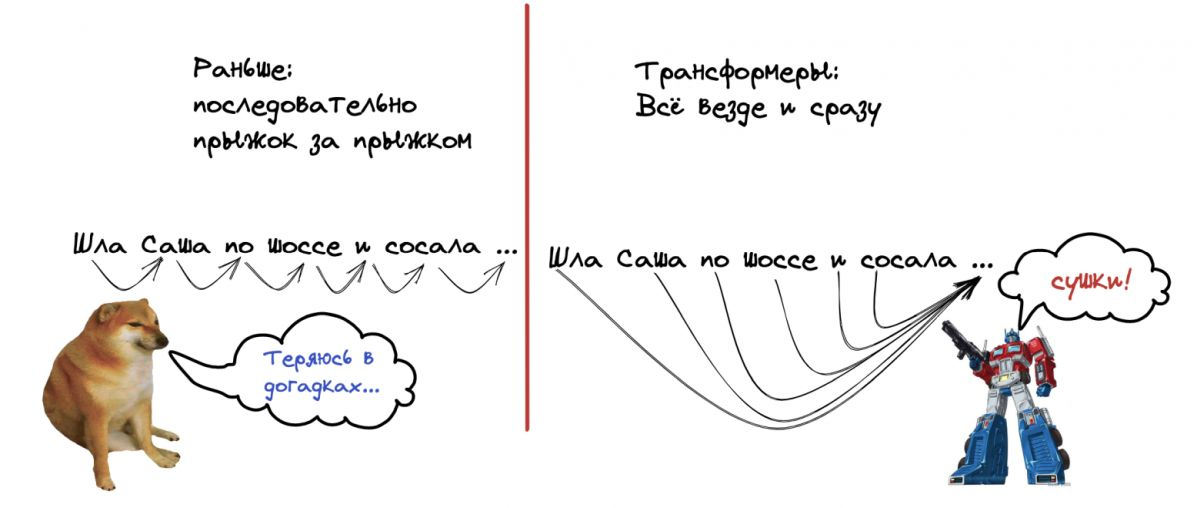 Раньше:
последовательно
прыжок за прыжком
Шла Саша по шоссе и сосала ...
Теряюсь в
догадках...
Трансформеры:
Всё везде и сразу
Шла Саша по шоссе и сосала ...
сушки!